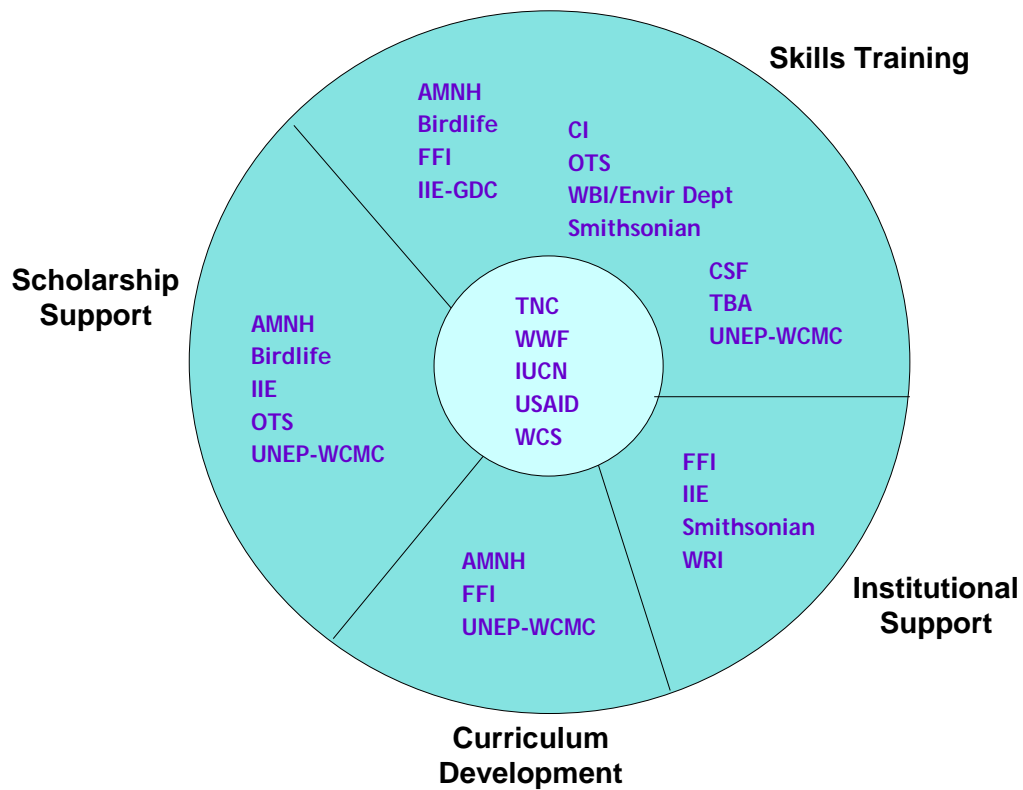 Skills Training
AMNH
Birdlife
FFI
IIE-GDC
CI
OTS
WBI/Envir Dept
Smithsonian
CSF
TBA
UNEP-WCMC
Scholarship
Support
AMNH
Birdlife
IIE
OTS
UNEP-WCMC
TNC
WWF
IUCN
USAID
WCS
FFI
IIE
Smithsonian
WRI
Institutional
Support
AMNH
FFI
UNEP-WCMC
Curriculum
Development